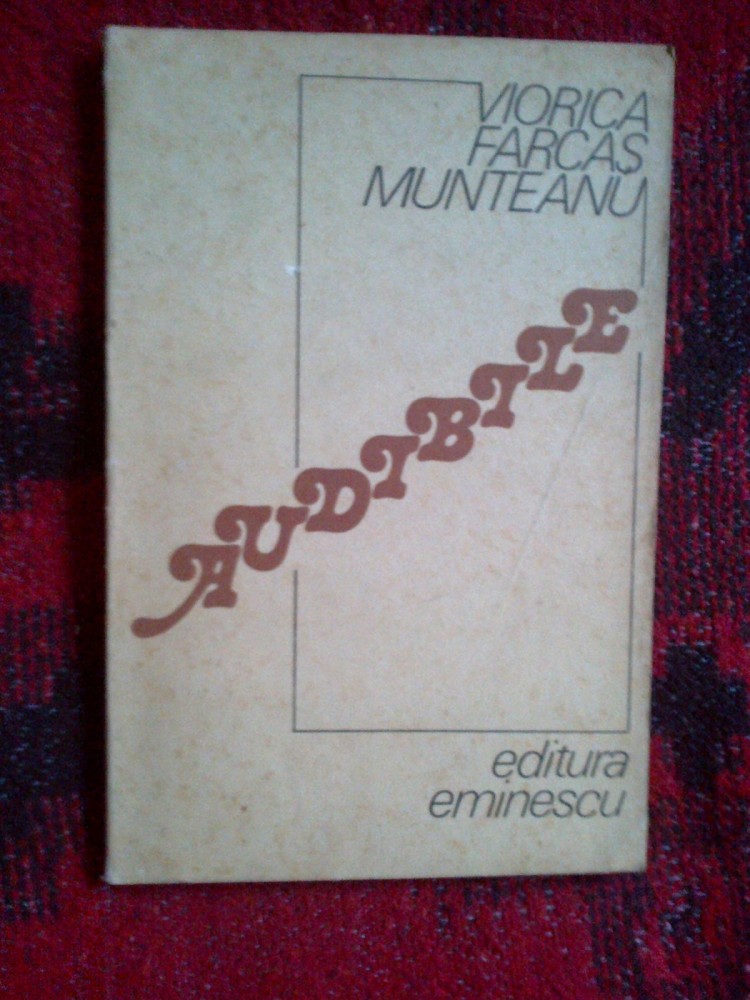 VIORICA
FARCAȘ
MUNTEANU
AUDIBILE
editura
eminescu